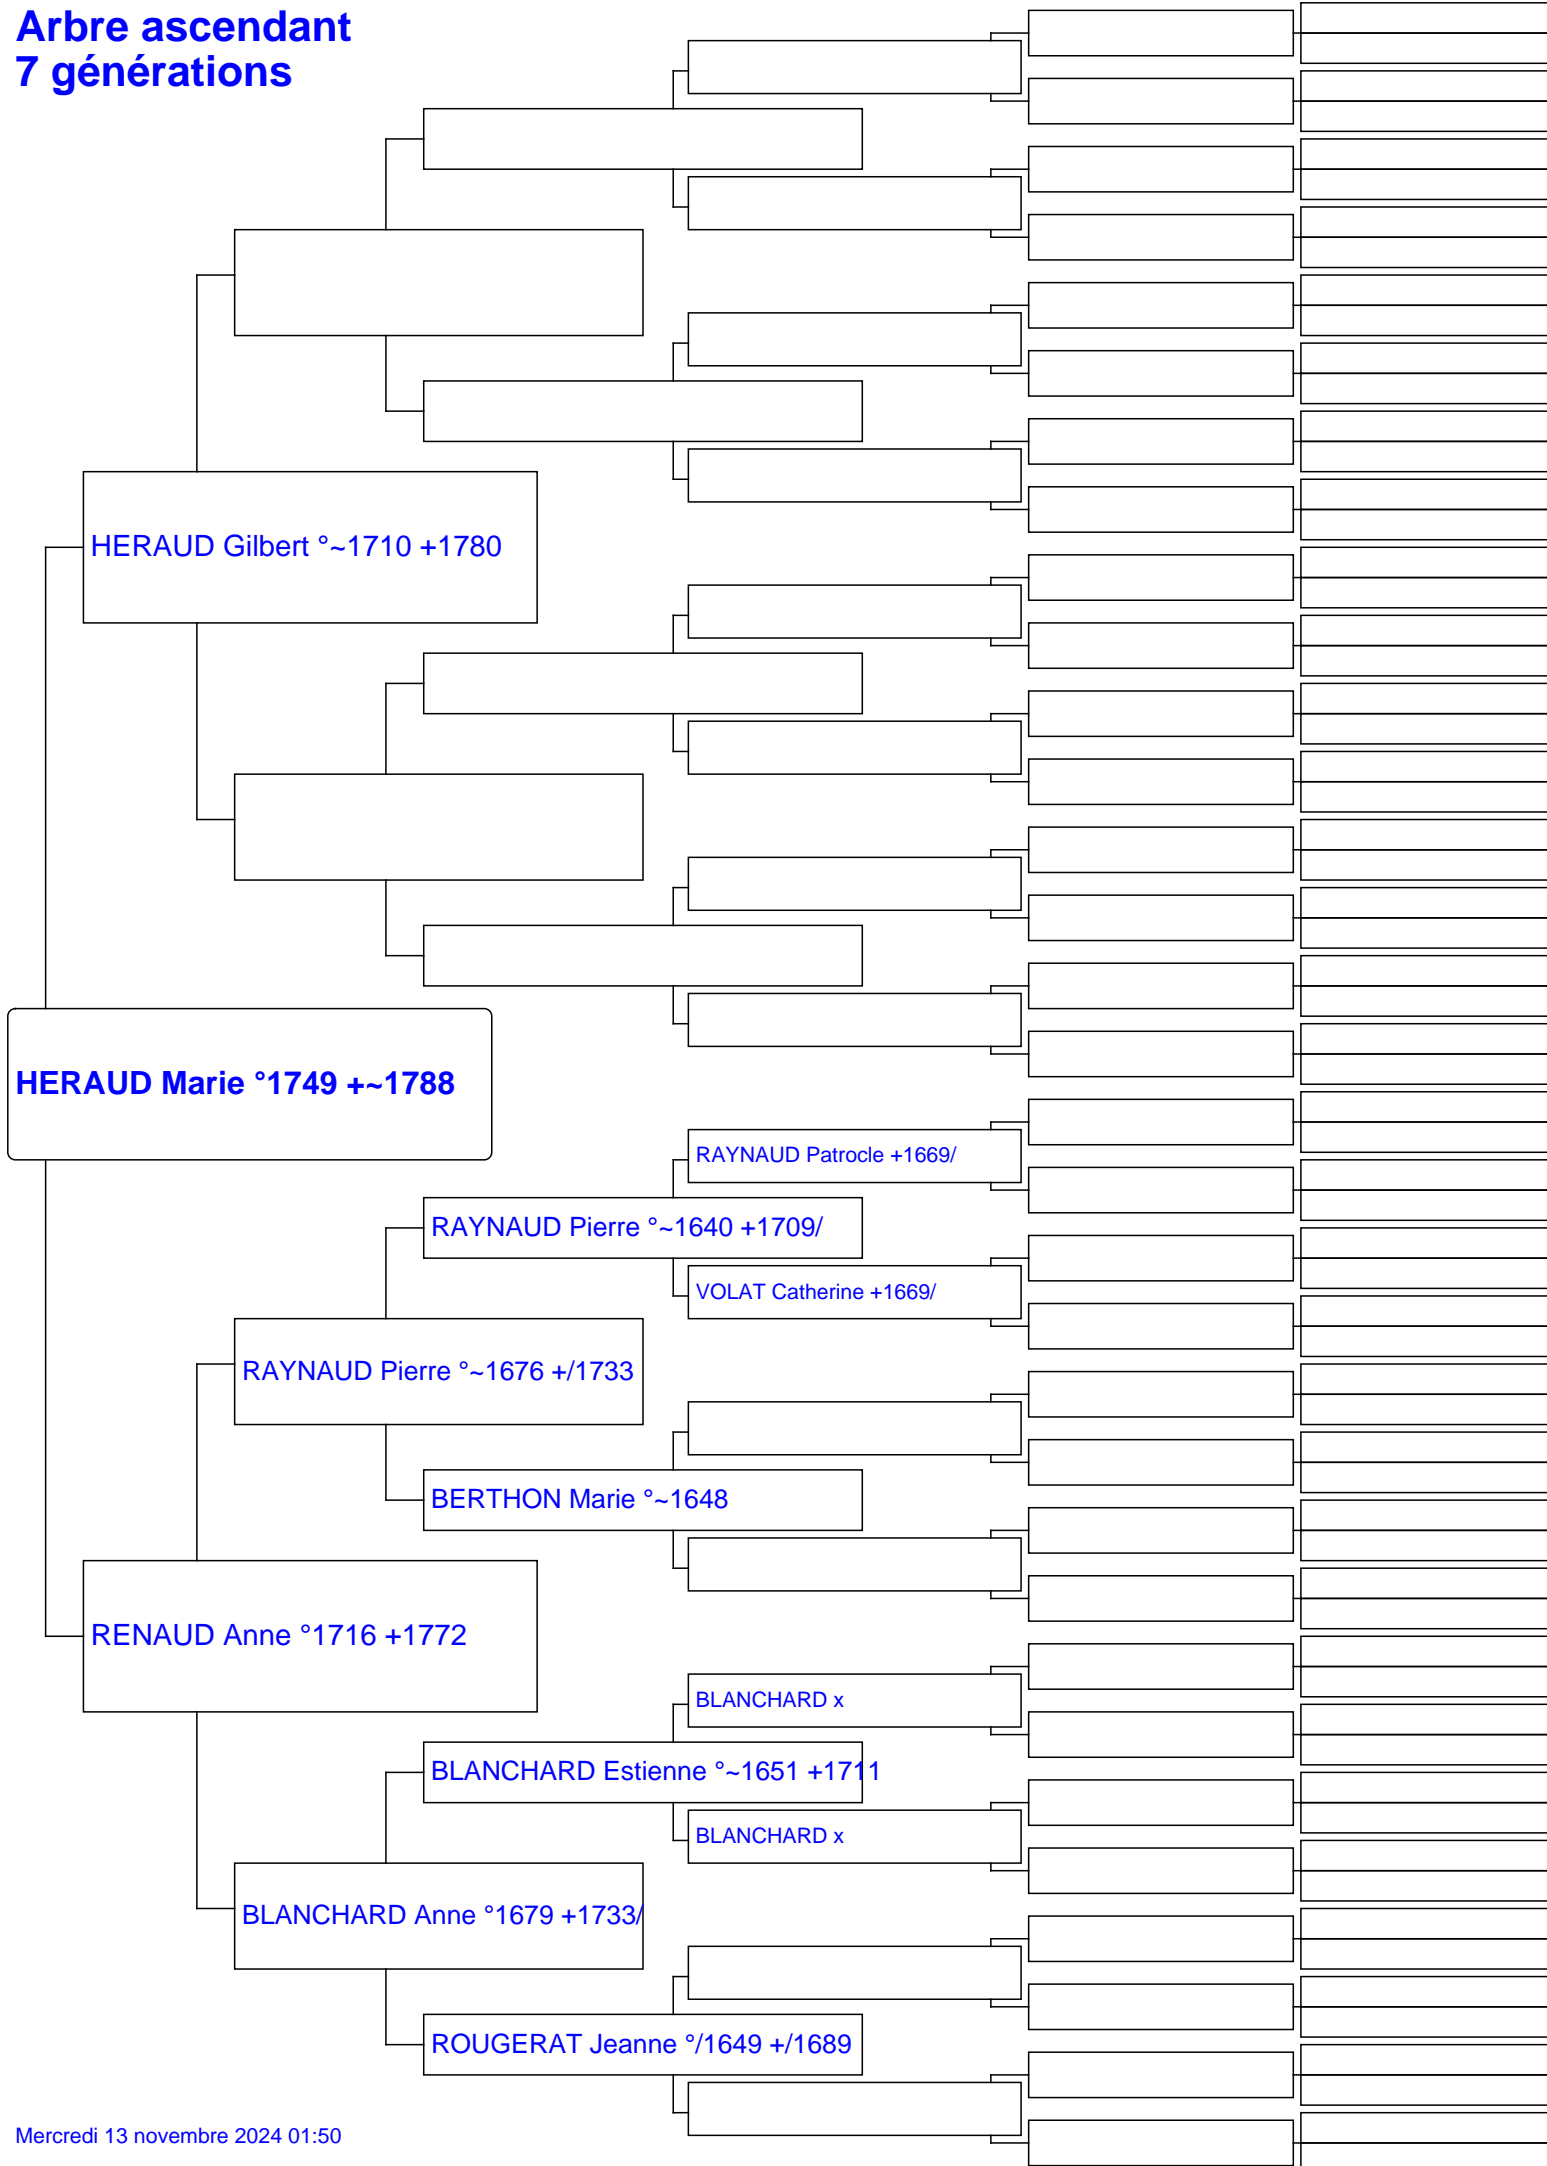 Arbre ascendant
7 générations
HERAUD Gilbert °~1710 +1780
HERAUD Marie °1749 +~1788
RAYNAUD Patrocle +1669/
RAYNAUD Pierre °~1640 +1709/
VOLAT Catherine +1669/
RAYNAUD Pierre °~1676 +/1733
BERTHON Marie °~1648
RENAUD Anne °1716 +1772
BLANCHARD x
BLANCHARD Estienne °~1651 +1711
BLANCHARD x
BLANCHARD Anne °1679 +1733/
ROUGERAT Jeanne °/1649 +/1689
Mercredi 13 novembre 2024 01:50